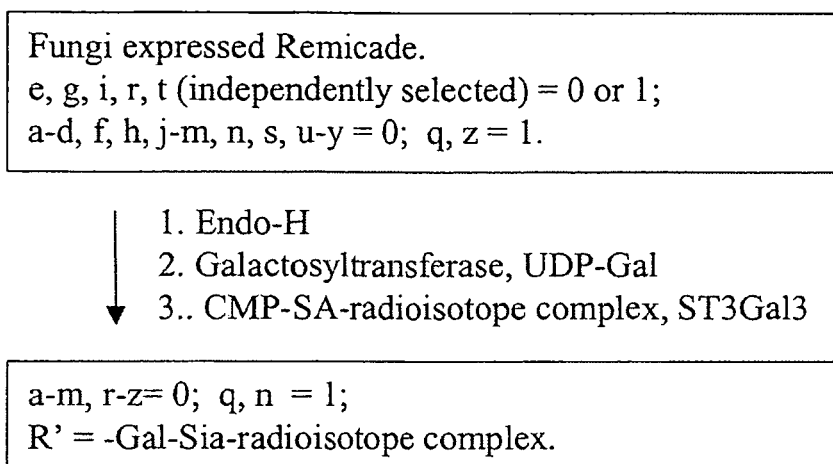 Fungi expressed Remicade.
e, g, i, r, t (independently selected) = 0 or 1;
a-d, f, h, j-m, n, s, u-y = 0;  q, z = 1.
1. Endo-H
2. Galactosyltransferase, UDP-Gal
3.. CMP-SA-radioisotope complex, ST3Gal3
a-m, r-z= 0;  q, n  = 1;
R' = -Gal-Sia-radioisotope complex.